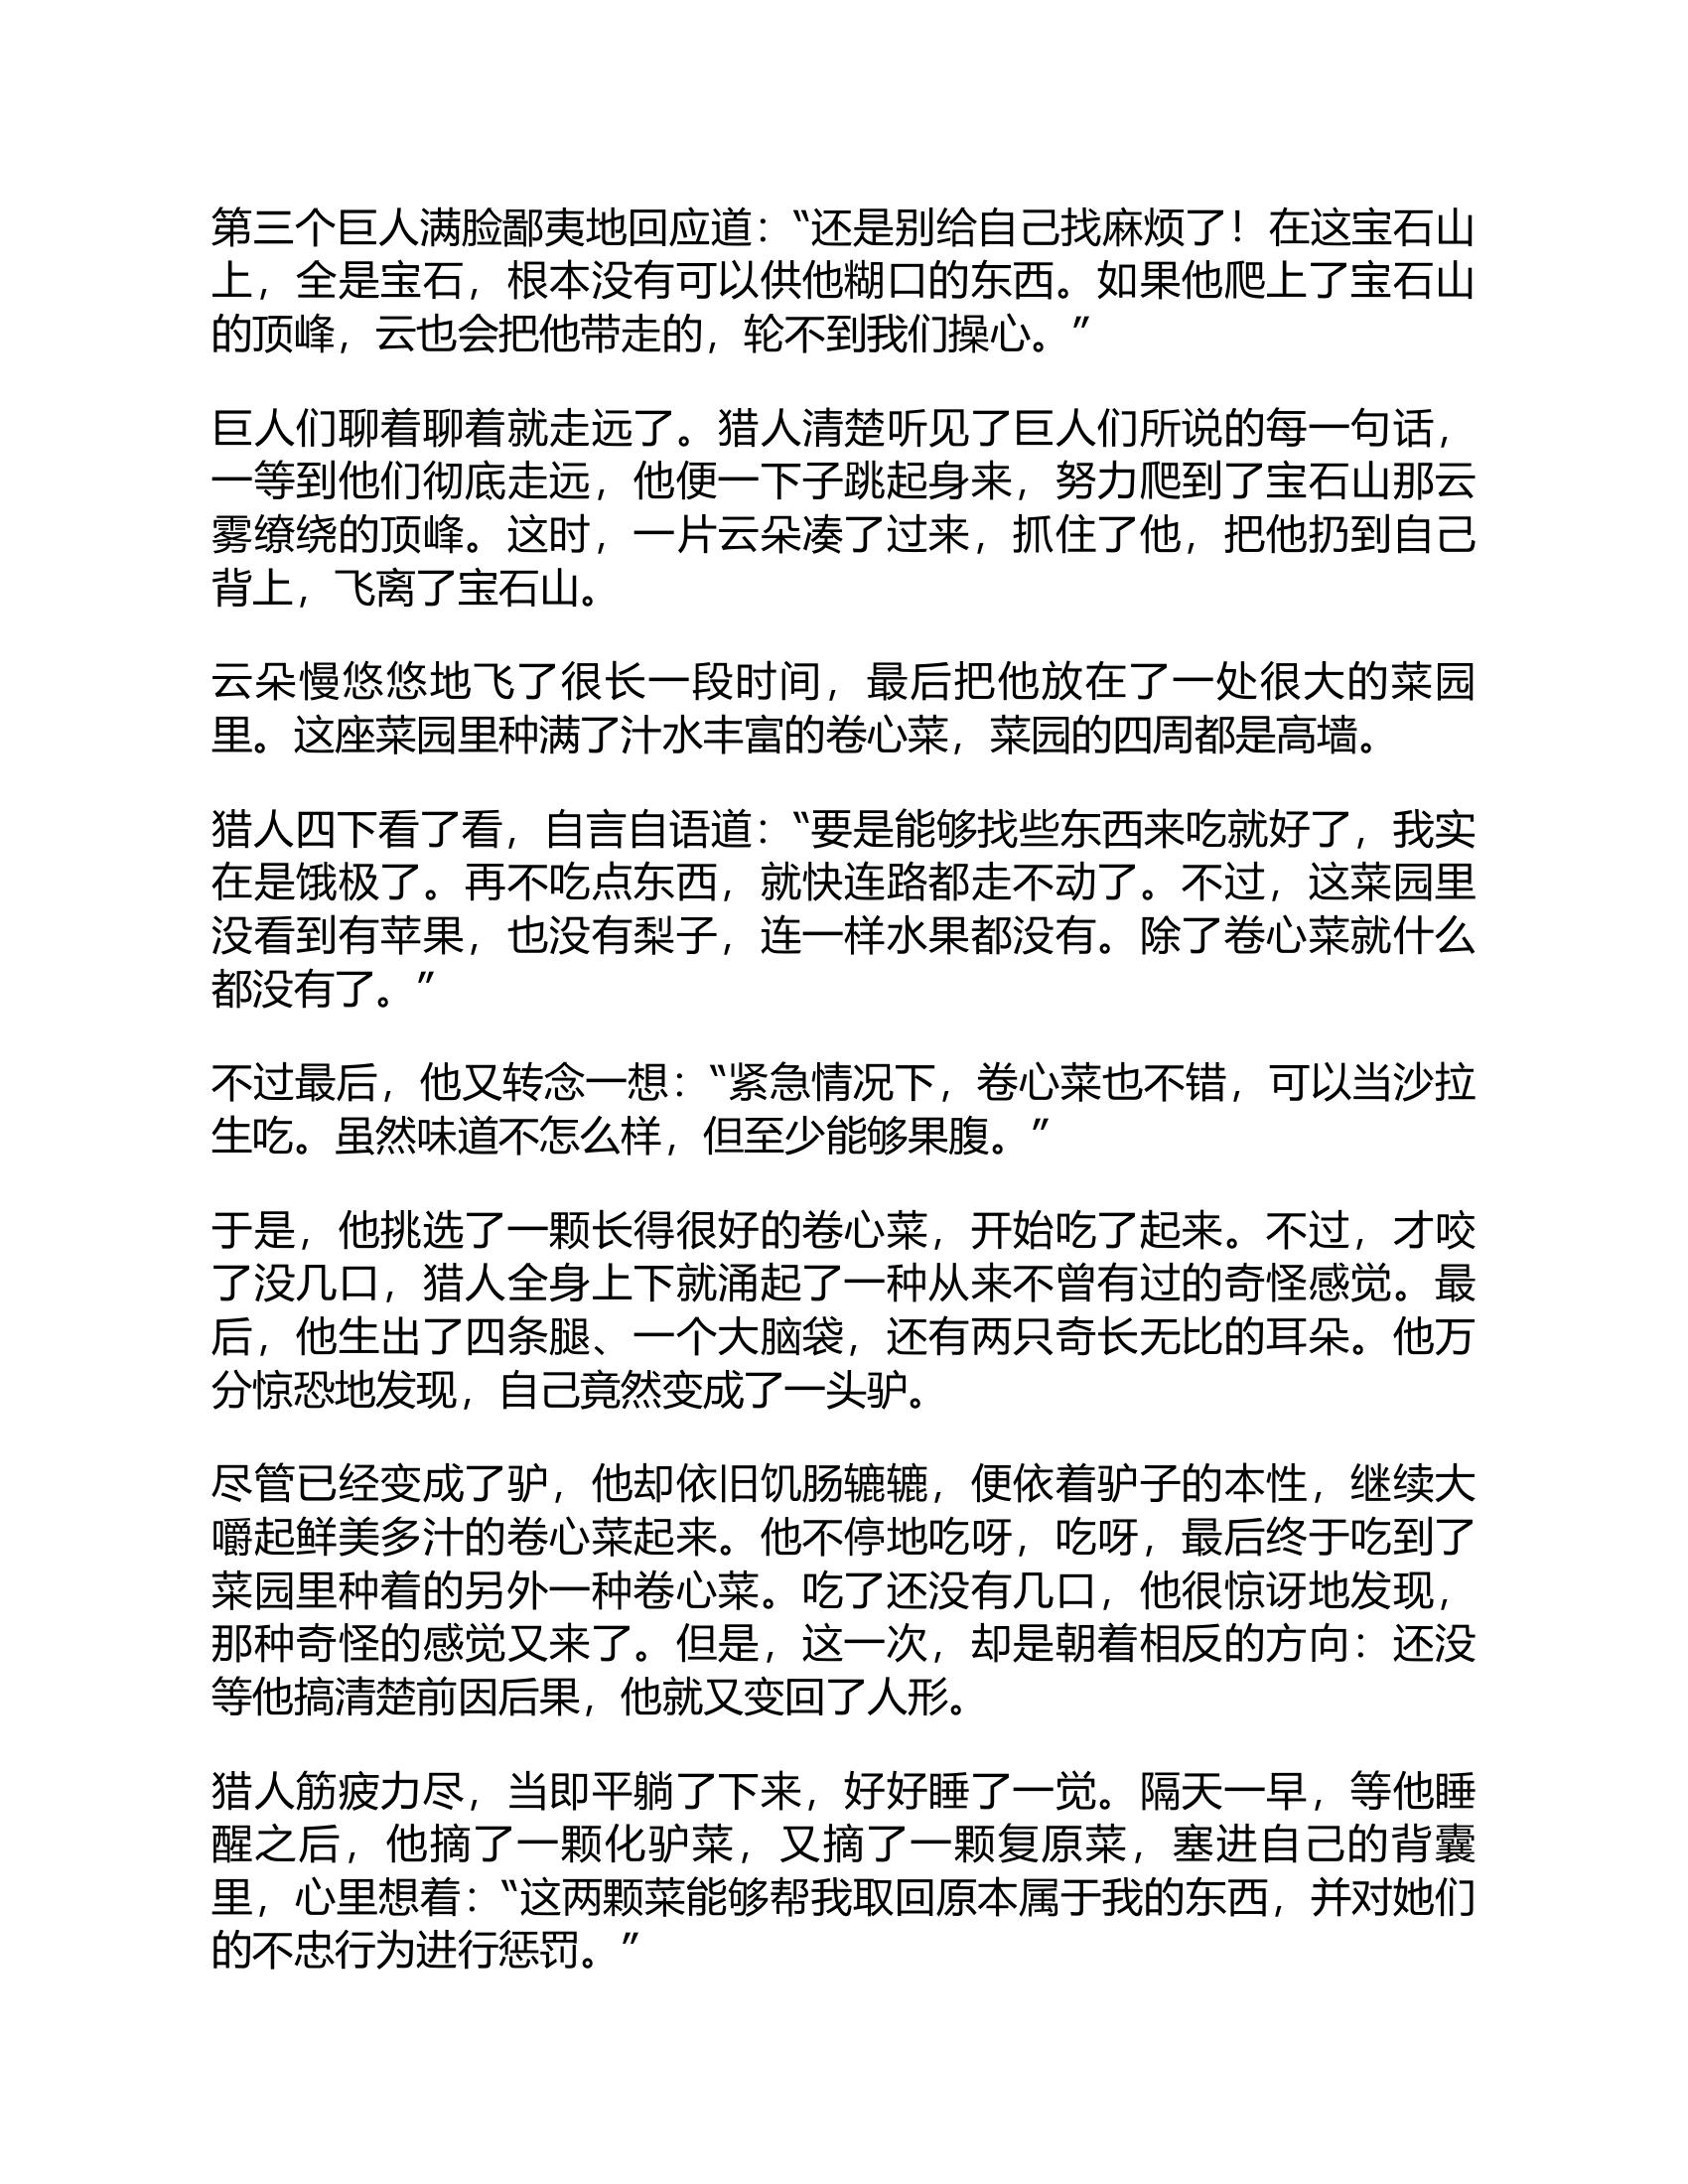 第三个巨人满脸鄙夷地回应道：“还是别给自己找麻烦了！在这宝石山
上，全是宝石，根本没有可以供他糊口的东西。如果他爬上了宝石山
的顶峰，云也会把他带走的，轮不到我们操心。”
巨人们聊着聊着就走远了。猎人清楚听见了巨人们所说的每一句话，
一等到他们彻底走远，他便一下子跳起身来，努力爬到了宝石山那云
雾缭绕的顶峰。这时，一片云朵凑了过来，抓住了他，把他扔到自己
背上，飞离了宝石山。
云朵慢悠悠地飞了很长一段时间，最后把他放在了一处很大的菜园
里。这座菜园里种满了汁水丰富的卷心菜，菜园的四周都是高墙。
猎人四下看了看，自言自语道：“要是能够找些东西来吃就好了，我实
在是饿极了。再不吃点东西，就快连路都走不动了。不过，这菜园里
没看到有苹果，也没有梨子，连一样水果都没有。除了卷心菜就什么
都没有了。”
不过最后，他又转念一想：“紧急情况下，卷心菜也不错，可以当沙拉
生吃。虽然味道不怎么样，但至少能够果腹。”
于是，他挑选了一颗长得很好的卷心菜，开始吃了起来。不过，才咬
了没几口，猎人全身上下就涌起了一种从来不曾有过的奇怪感觉。最
后，他生出了四条腿、一个大脑袋，还有两只奇长无比的耳朵。他万
分惊恐地发现，自己竟然变成了一头驴。
尽管已经变成了驴，他却依旧饥肠辘辘，便依着驴子的本性，继续大
嚼起鲜美多汁的卷心菜起来。他不停地吃呀，吃呀，最后终于吃到了
菜园里种着的另外一种卷心菜。吃了还没有几口，他很惊讶地发现，
那种奇怪的感觉又来了。但是，这一次，却是朝着相反的方向：还没
等他搞清楚前因后果，他就又变回了人形。
猎人筋疲力尽，当即平躺了下来，好好睡了一觉。隔天一早，等他睡
醒之后，他摘了一颗化驴菜，又摘了一颗复原菜，塞进自己的背囊
里，心里想着：“这两颗菜能够帮我取回原本属于我的东西，并对她们
的不忠行为进行惩罚。”